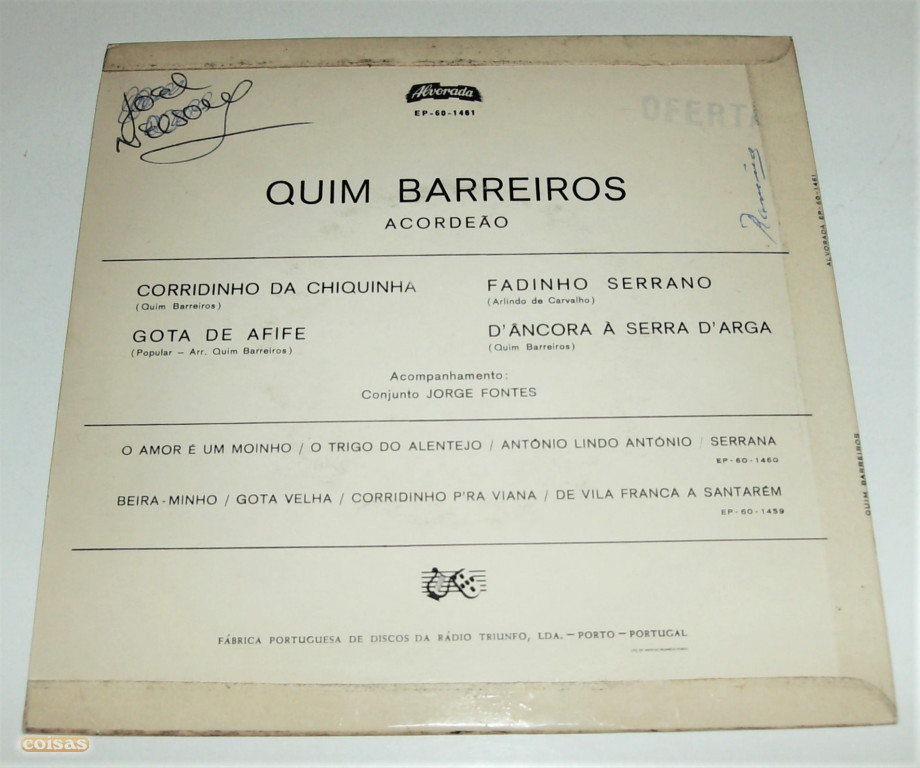 Alvorada
EP-60-1461
OFERTA
QUIM BARREIROS
ACORDEÃO
CORRIDINHO DA CHIQUINHA
(Quim Barreiros)
FADINHO SERRANO
(Arlindo de Carvalho)
GOTA DE AFIFE
(Popular – Arr. Quim Barreiros)
D'ÂNCORA À SERRA D'ARGA
(Quim Barreiros)
Acompanhamento:
Conjunto JORGE FONTES
O AMOR É UM MOINHO / O TRIGO DO ALENTEJO / ANTÓNIO LINDO ANTÓNIO / SERRANA
EP-60-1460
BEIRA-MINHO / GOTA VELHA / CORRIDINHO P'RA VIANA / DE VILA FRANCA A SANTARÉM
EP-60-1459
FÁBRICA PORTUGUESA DE DISCOS DA RÁDIO TRIUNFO, LDA. – PORTO – PORTUGAL
ALVORADA EP-60-1461
QUIM BARREIROS
coisas